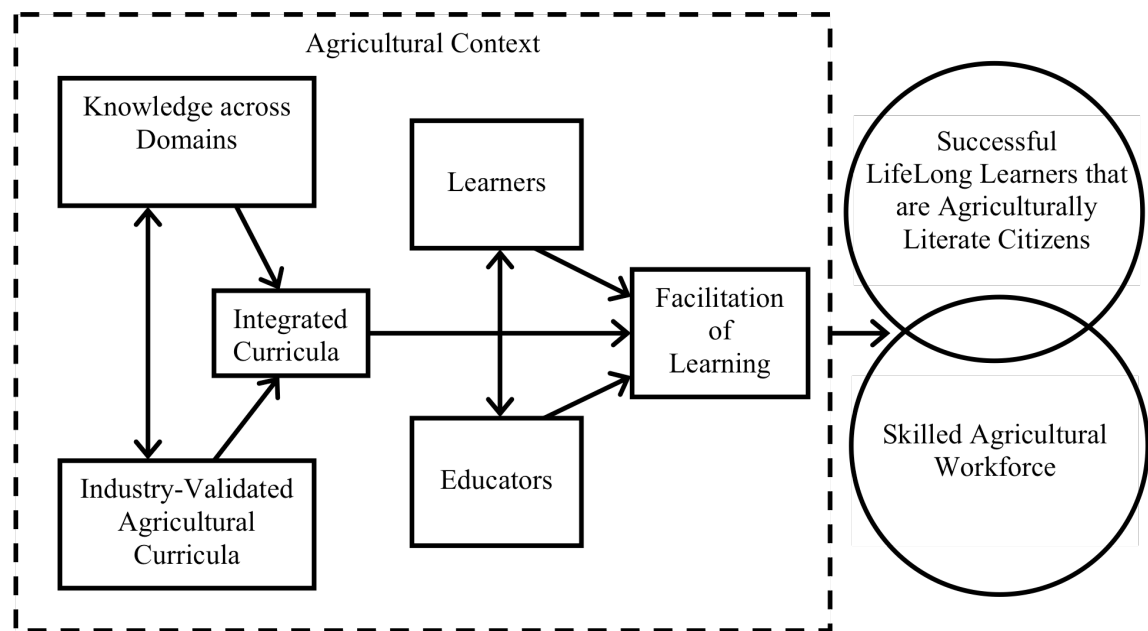 Agricultural Context
Knowledge across
Domains
Learners
Integrated
Curricula
Facilitation
of
Learning
Industry-Validated
Agricultural
Curricula
Educators
Successful
LifeLong Learners that
are Agriculturally
Literate Citizens
Skilled Agricultural
Workforce